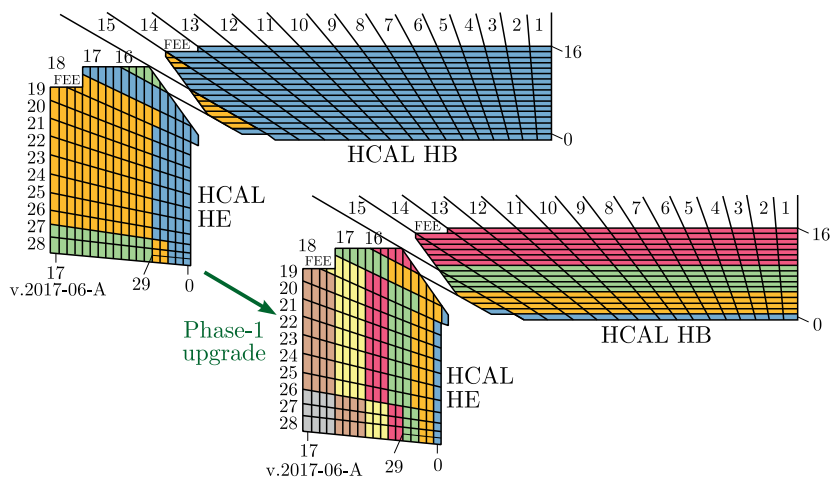 15 14 13 12 11 10 9 8 7 6 5 4 3 2 1
FEE
16
18 17 16
FEE
19
20
21
22
23
24
25
26
27
28
0
HCAL HB
HCAL
HE
17
29
0
v.2017-06-A
Phase-1
upgrade
15 14 13 12 11 10 9 8 7 6 5 4 3 2 1
FEE
16
18 17 16
FEE
19
20
21
22
23
24
25
26
27
28
0
HCAL HB
HCAL
HE
17
29
0
v.2017-06-A